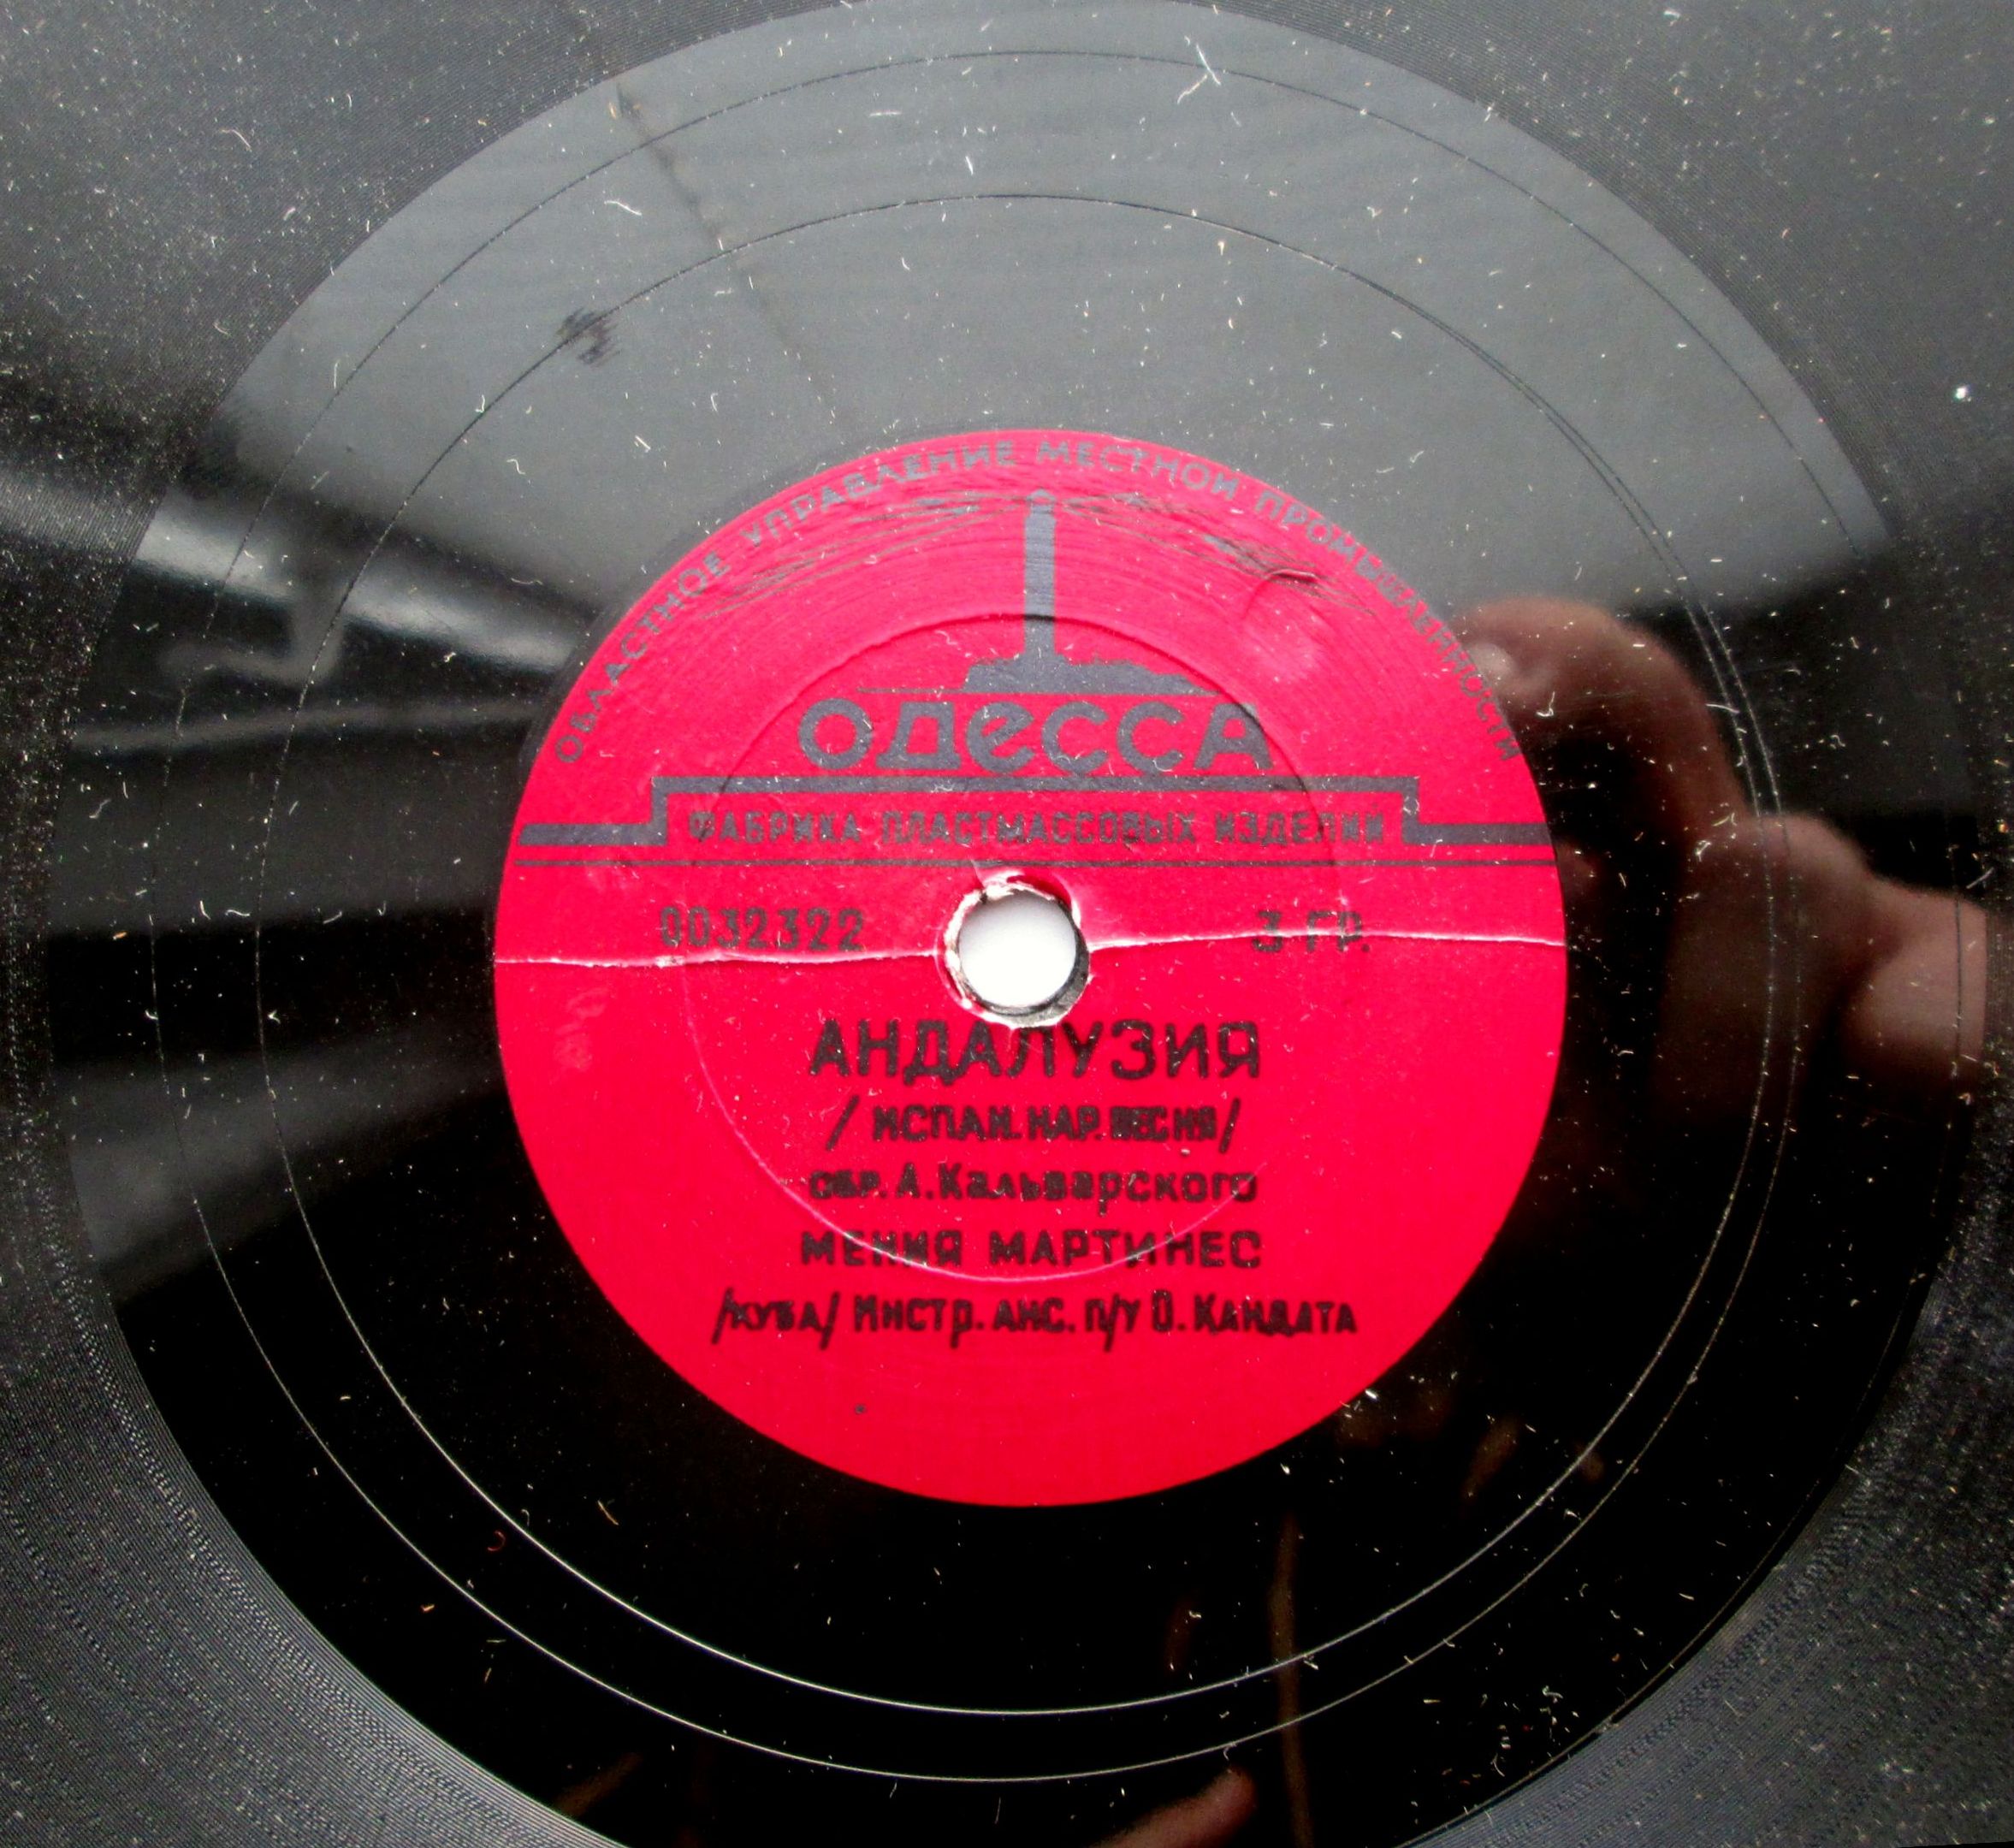 ОБЛАСТНОЕ УПРАВЛЕНИЕ МЕСТНОЙ ПРОМЫШЛЕННОСТИ
ОДЕССА
ФАБРИКА ПЛАСТМАССОВЫХ ИЗДЕЛИЙ
0032322 3 ГР.
АНДАЛУЗИЯ
/ИСПАН. НАР. ПЕСНЯ/
ОБР. А.Кальварского
МЕНИЯ МАРТИНЕС
/КУБА/ Инстр. анс. п/у О. Кандата